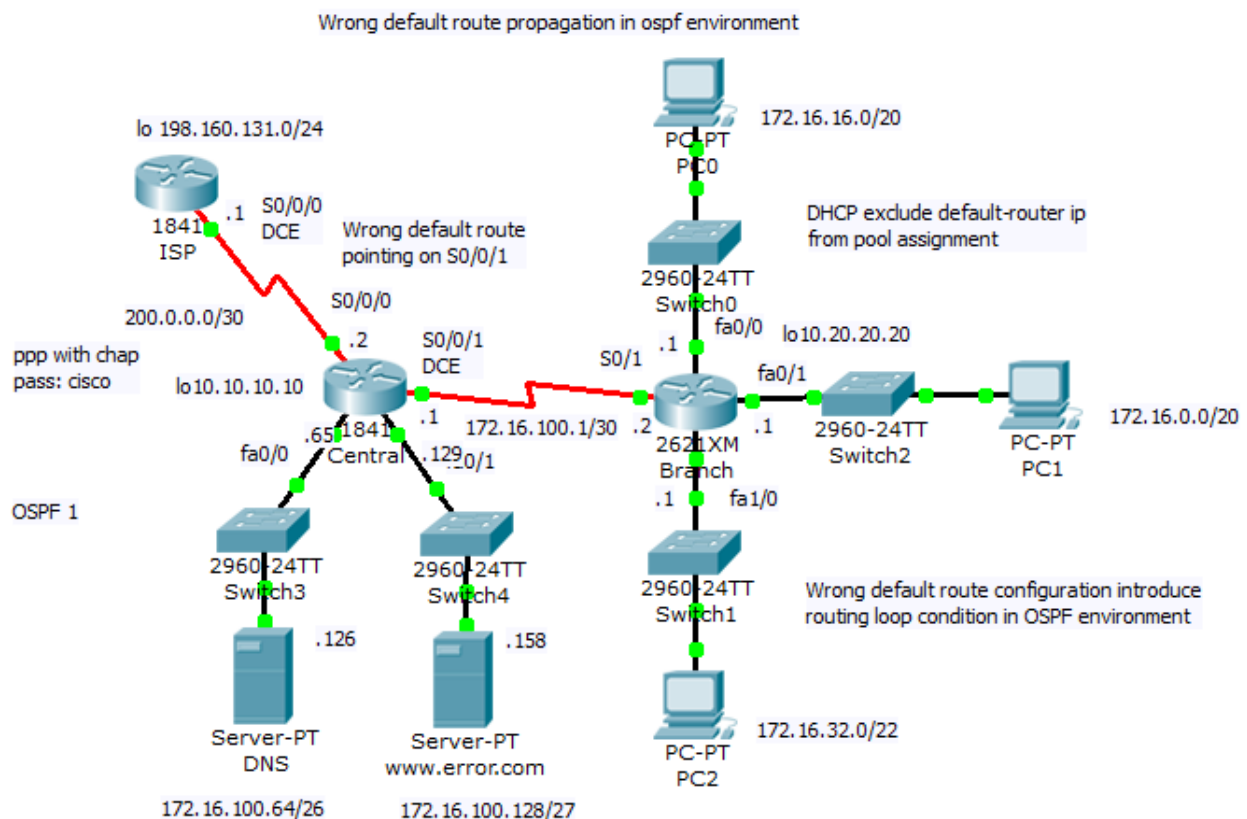 Wrong default route propagation in ospf environment
172.16.16.0/20
PC-PT
PC0
lo 198.160.131.0/24
.1
S0/0/0
DCE
1841
ISP
Wrong default route
pointing on S0/0/1
DHCP exclude default-router ip
from pool assignment
2960-24TT
Switch0
200.0.0.0/30
S0/0/0
.2
S0/0/1
DCE
ppp with chap
pass: cisco
lo10.10.10.10
.1
172.16.100.1/30
S0/1
.2
.1
fa0/0
lo10.20.20.20
fa0/1
.1
2960-24TT
Switch2
PC-PT
PC1
172.16.0.0/20
1841
Central
.65
fa0/0
.129
0/1
2621XM
Branch
.1
fa1/0
OSPF 1
2960-24TT
Switch3
2960-24TT
Switch4
2960-24TT
Switch1
Wrong default route configuration introduce
routing loop condition in OSPF environment
.126
.158
Server-PT
DNS
Server-PT
www.error.com
172.16.32.0/22
PC-PT
PC2
172.16.100.64/26
172.16.100.128/27